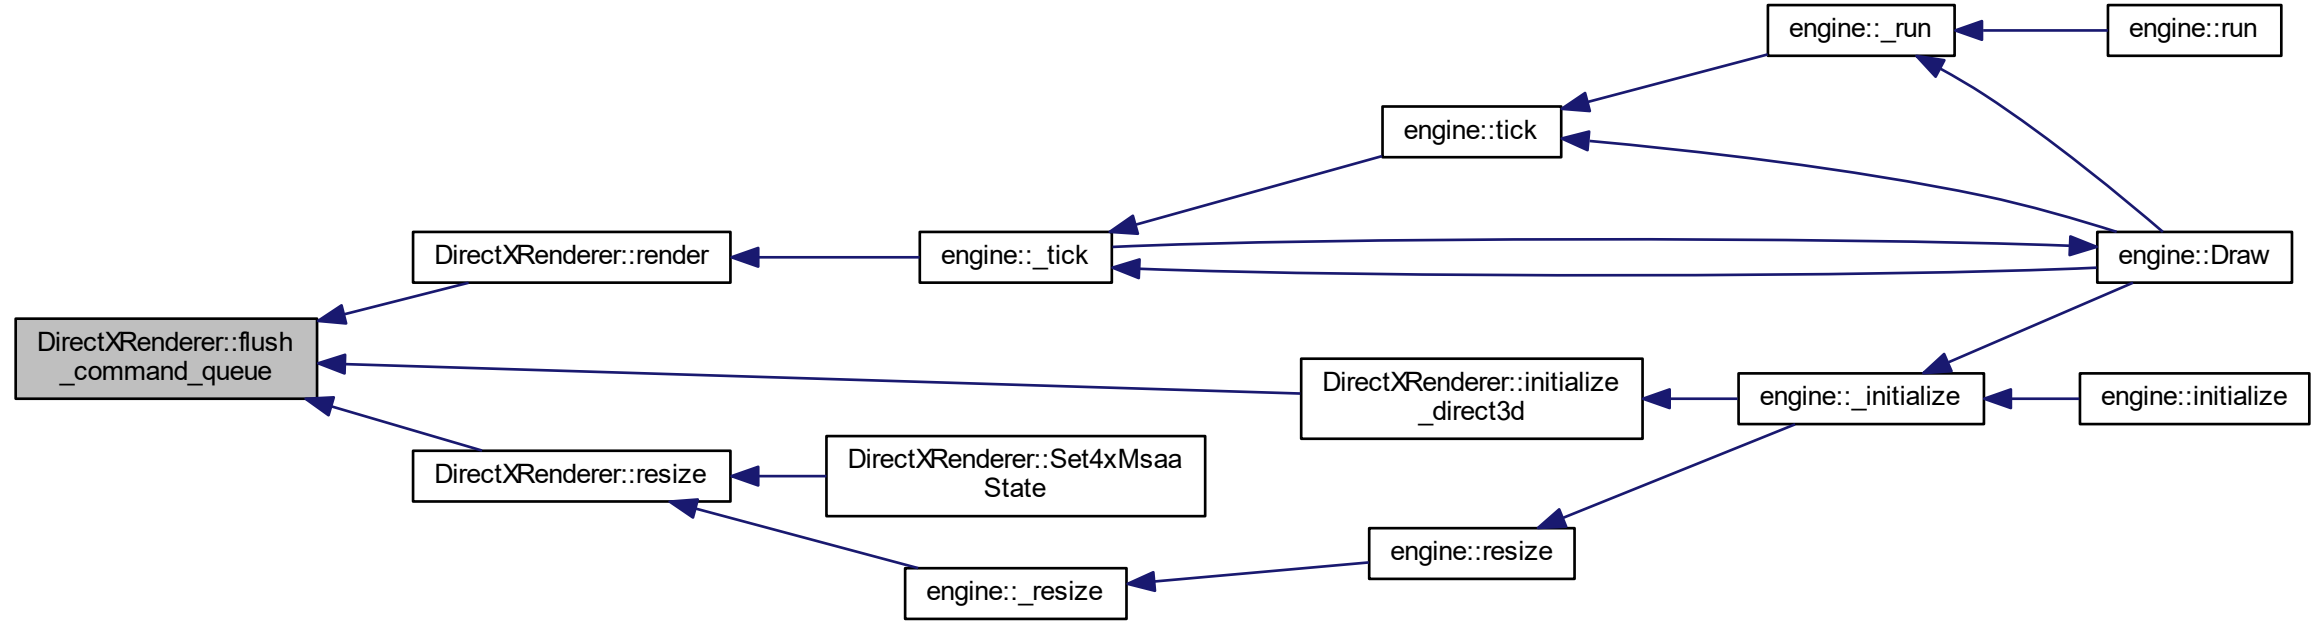 engine::_run
engine::run
engine::tick
DirectXRenderer::render
engine::_tick
engine::Draw
DirectXRenderer::flush
_command_queue
DirectXRenderer::initialize
_direct3d
engine::_initialize
engine::initialize
DirectXRenderer::resize
DirectXRenderer::Set4xMsaa
State
engine::resize
engine::_resize